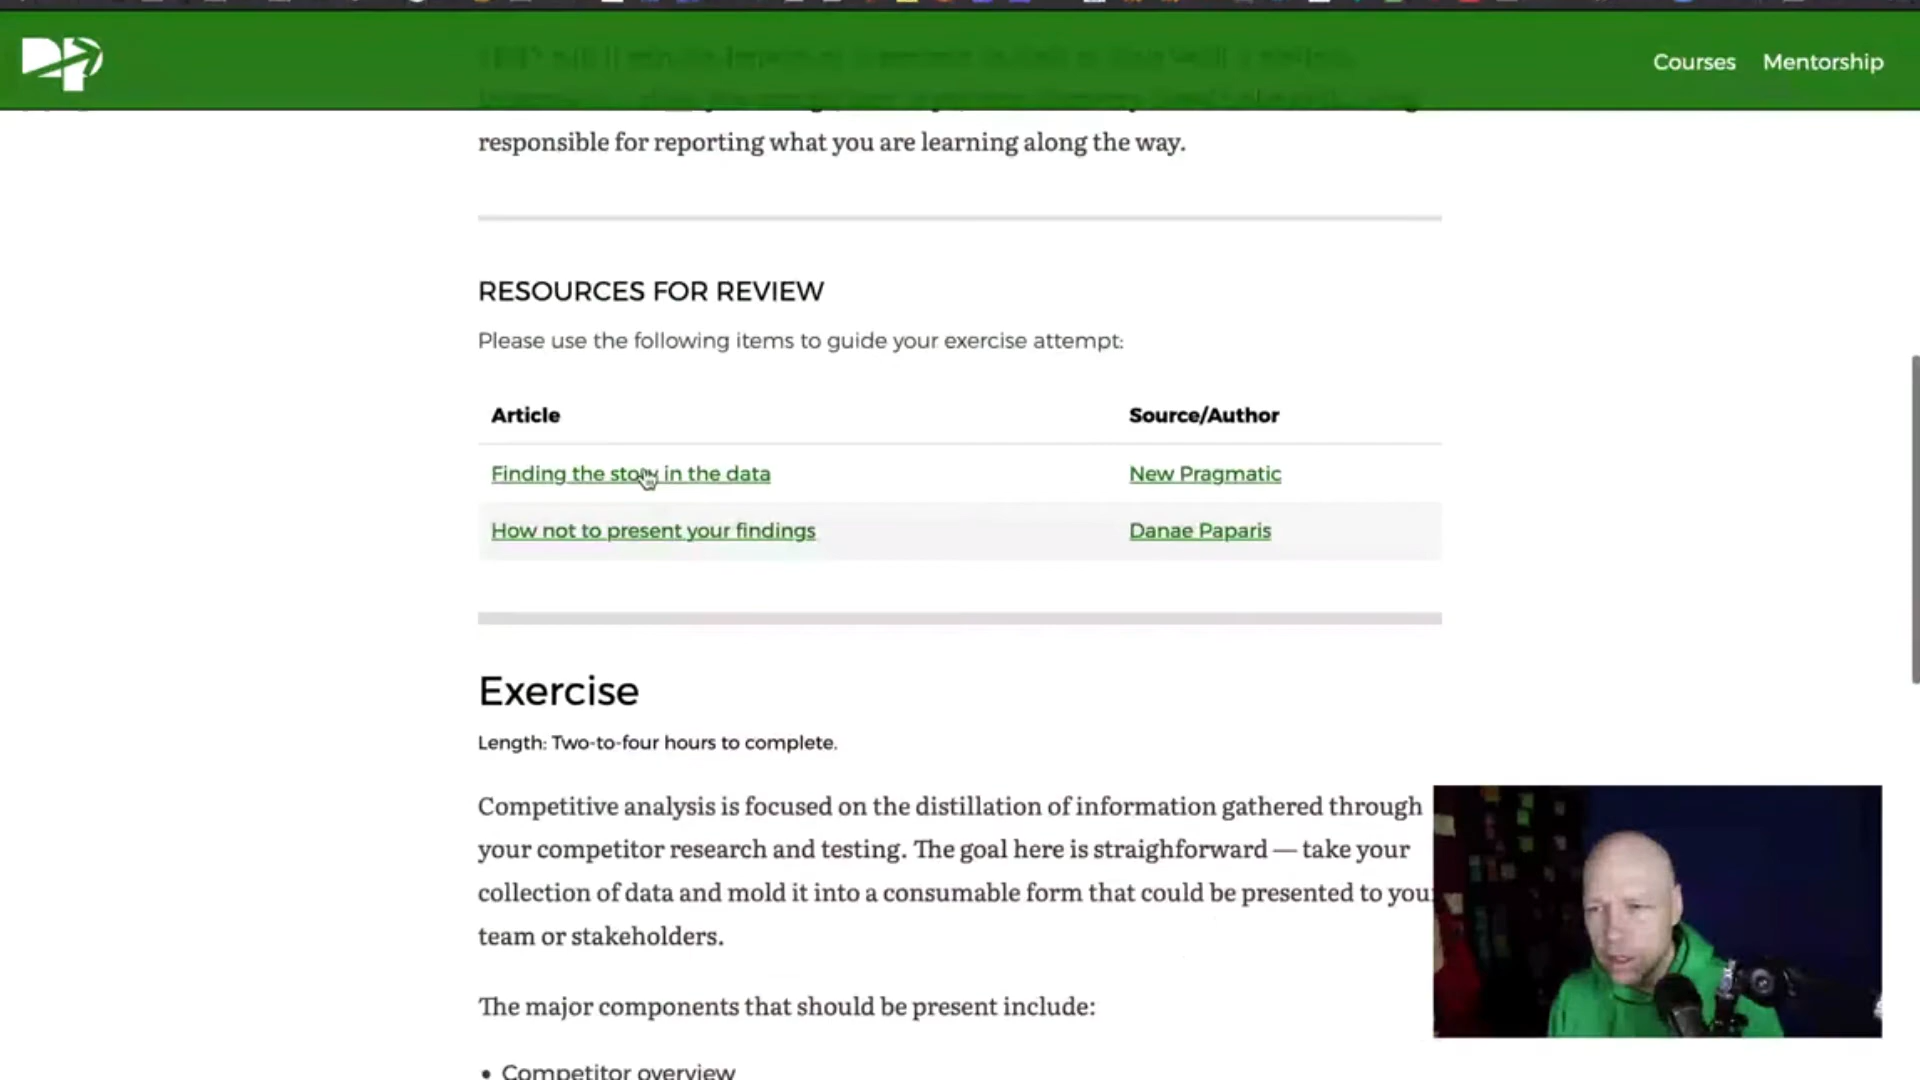 Courses Mentorship
responsible for reporting what you are learning along the way.
RESOURCES FOR REVIEW
Please use the following items to guide your exercise attempt:
Article Source/Author
Finding the story in the data New Pragmatic
How not to present your findings Danae Paparis
Exercise
Length: Two-to-four hours to complete.
Competitive analysis is focused on the distillation of information gathered through
your competitor research and testing. The goal here is straighforward — take your
collection of data and mold it into a consumable form that could be presented to your
team or stakeholders.
The major components that should be present include:
• Competitor overview